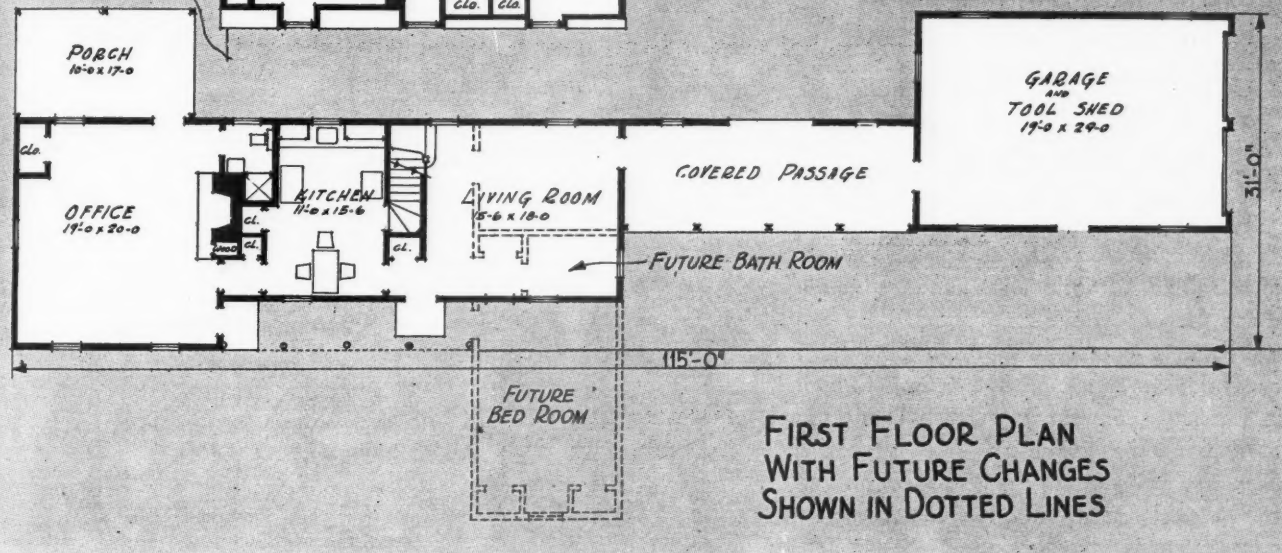 CLO. CLO.
PORCH
10'-0 x 17-0
GARAGE
AND
TOOL SHED
19'-0 x 29-0
31'-0"
CLO.
OFFICE
19'-0 x 20-0
KITCHEN
11'-0 x 15-6
CL.
CL.
WOOD
CL.
LIVING ROOM
15-6 x 18-0
COVERED PASSAGE
FUTURE BATH ROOM
115'-0"
FUTURE
BED ROOM
FIRST FLOOR PLAN
WITH FUTURE CHANGES
SHOWN IN DOTTED LINES